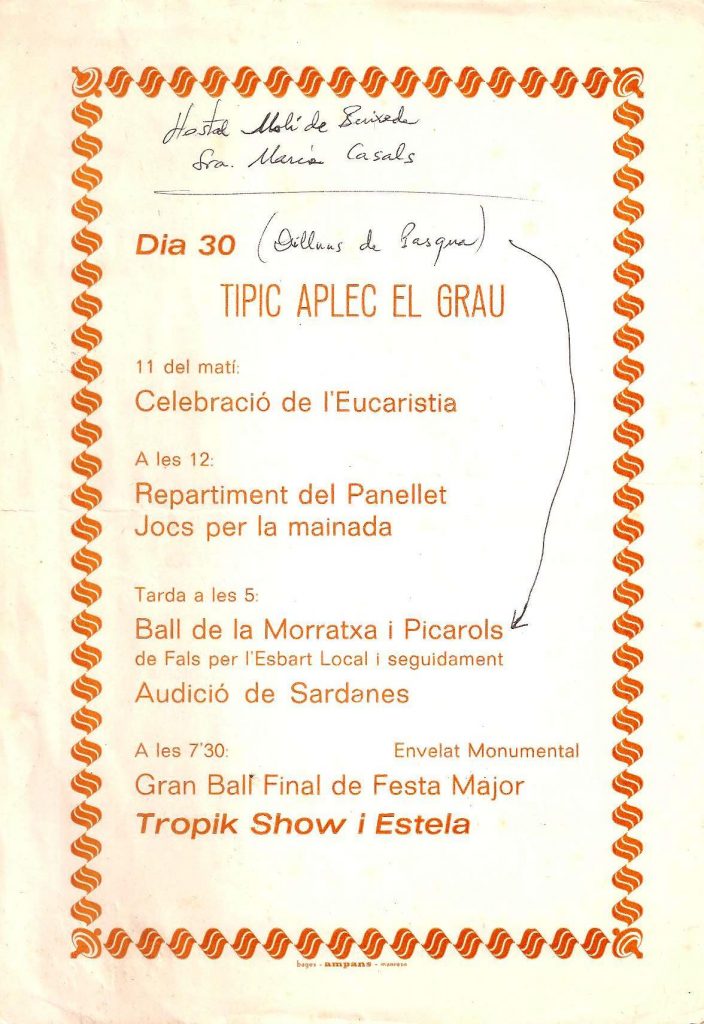 Hostal Molí de Boixeda
Sra. Maria Casals
Dia 30 (Dilluns de Pasqua)
TIPIC APLEC EL GRAU
11 del matí:
Celebració de l'Eucaristia
A les 12:
Repartiment del Panellet
Jocs per la mainada
Tarda a les 5:
Ball de la Morratxa i Picarols
de Fals per l'Esbart Local i seguidament
Audició de Sardanes
A les 7'30: Envelat Monumental
Gran Ball Final de Festa Major
Tropik Show i Estela
bages - ampans - manresa